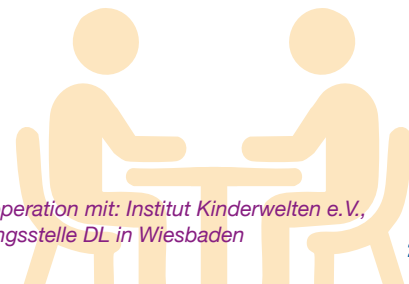 peration mit: Institut Kinderwelten e.V.,
ngsstelle DL in Wiesbaden